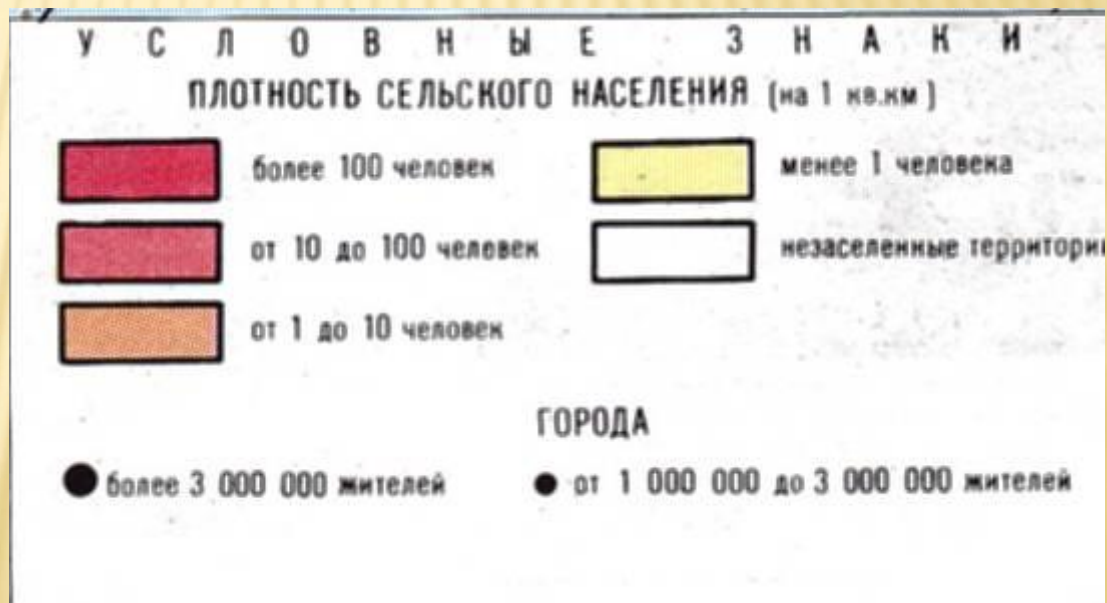 УСЛОВНЫЕ ЗНАКИ
ПЛОТНОСТЬ СЕЛЬСКОГО НАСЕЛЕНИЯ (на 1 кв.км)
более 100 человек
от 10 до 100 человек
от 1 до 10 человек
менее 1 человека
незаселенные территории
ГОРОДА
более 3 000 000 жителей
от 1 000 000 до 3 000 000 жителей